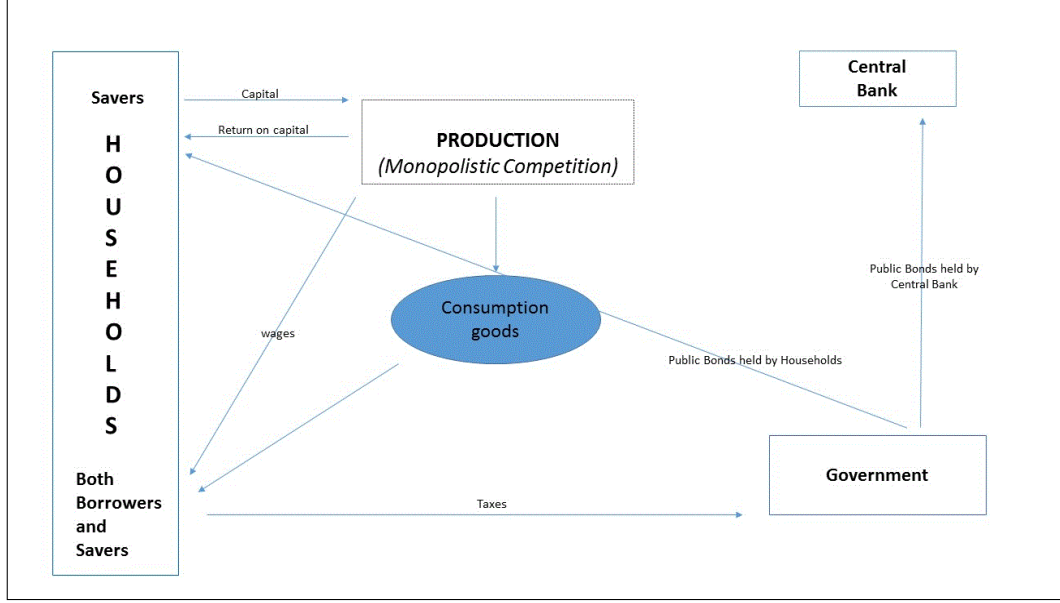 Savers
H
O
U
S
E
H
O
L
D
S
Both
Borrowers
and
Savers
Capital
Return on capital
PRODUCTION
(Monopolistic Competition)
Central
Bank
wages
Consumption
goods
Public Bonds held by
Central Bank
Public Bonds held by Households
Government
Taxes